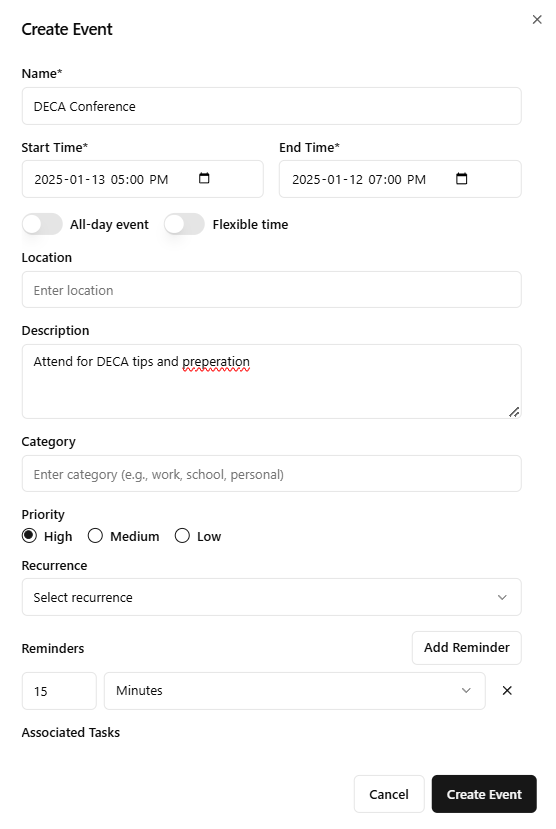 Create Event
Name*
DECA Conference
Start Time* End Time*
2025-01-13 05:00 PM 2025-01-12 07:00 PM
All-day event Flexible time
Location
Enter location
Description
Attend for DECA tips and preperation
Category
Enter category (e.g., work, school, personal)
Priority
High Medium Low
Recurrence
Select recurrence
Reminders Add Reminder
15 Minutes
Associated Tasks
Cancel Create Event